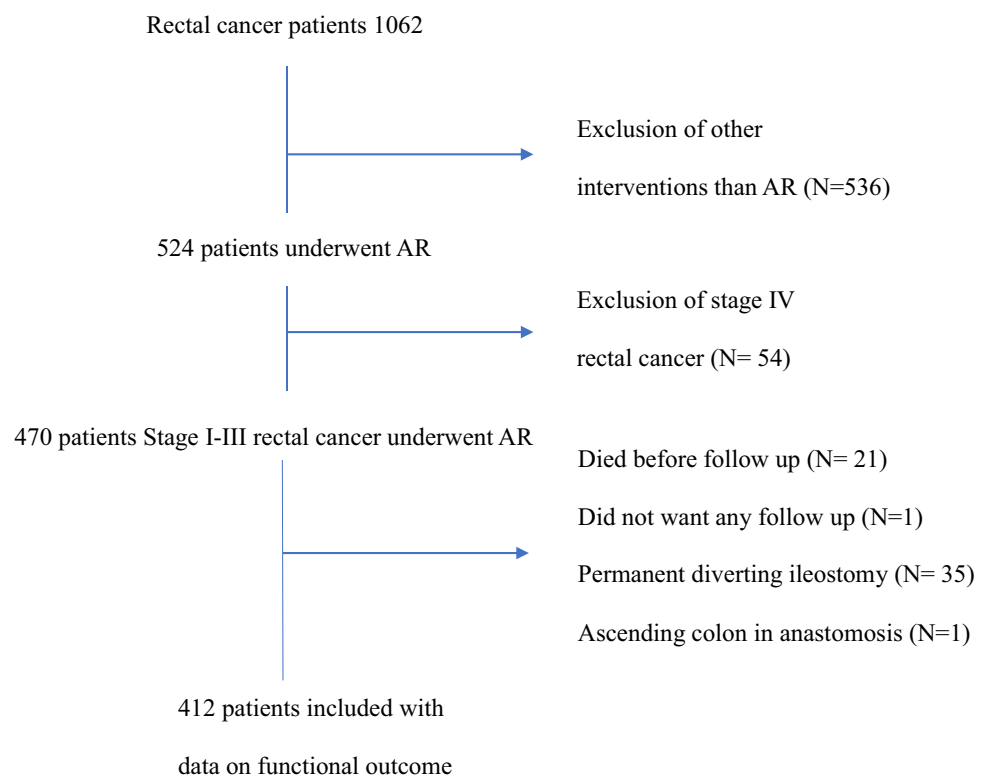 Rectal cancer patients 1062
Exclusion of other
interventions than AR (N=536)
524 patients underwent AR
Exclusion of stage IV
rectal cancer (N= 54)
470 patients Stage I-III rectal cancer underwent AR
Died before follow up (N= 21)
Did not want any follow up (N=1)
Permanent diverting ileostomy (N= 35)
Ascending colon in anastomosis (N=1)
412 patients included with
data on functional outcome